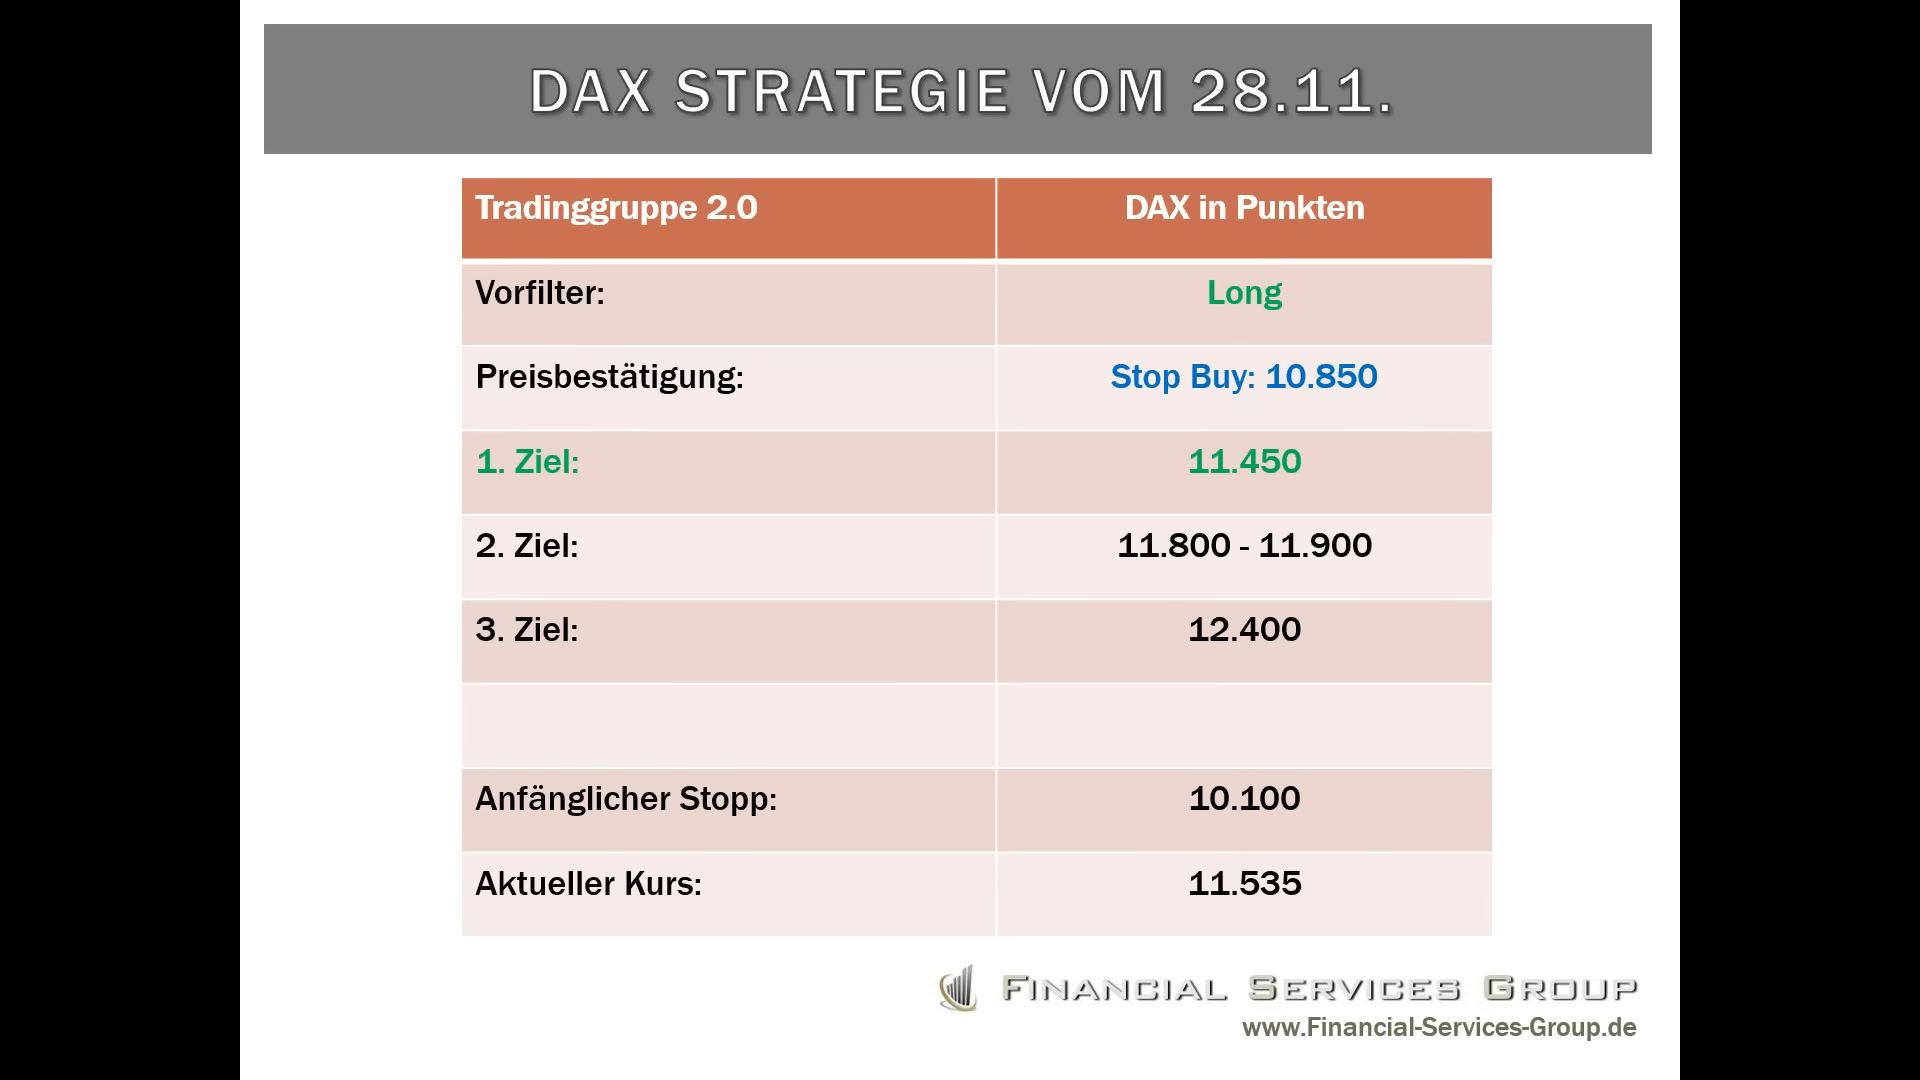 DAX STRATEGIE VOM 28.11.
Tradinggruppe 2.0 DAX in Punkten
Vorfilter: Long
Preisbestätigung: Stop Buy: 10.850
1. Ziel: 11.450
2. Ziel: 11.800 - 11.900
3. Ziel: 12.400
Anfänglicher Stopp: 10.100
Aktueller Kurs: 11.535
FINANCIAL SERVICES GROUP
www.Financial-Services-Group.de